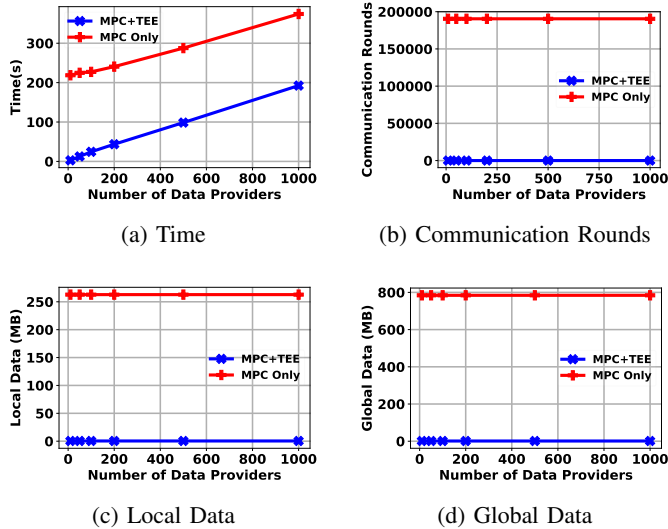 MPC+TEE
MPC Only
300
200
100
0
Time(s)
0 200 400 600 800 1000
Number of Data Providers
(a) Time
200000
150000
100000
50000
0
Communication Rounds
MPC+TEE
MPC Only
0 250 500 750 1000
Number of Data Providers
(b) Communication Rounds
250
200
150
100
50
0
Local Data (MB)
MPC+TEE
MPC Only
0 200 400 600 800 1000
Number of Data Providers
(c) Local Data
800
600
400
200
0
Global Data (MB)
MPC+TEE
MPC Only
0 200 400 600 800 1000
Number of Data Providers
(d) Global Data